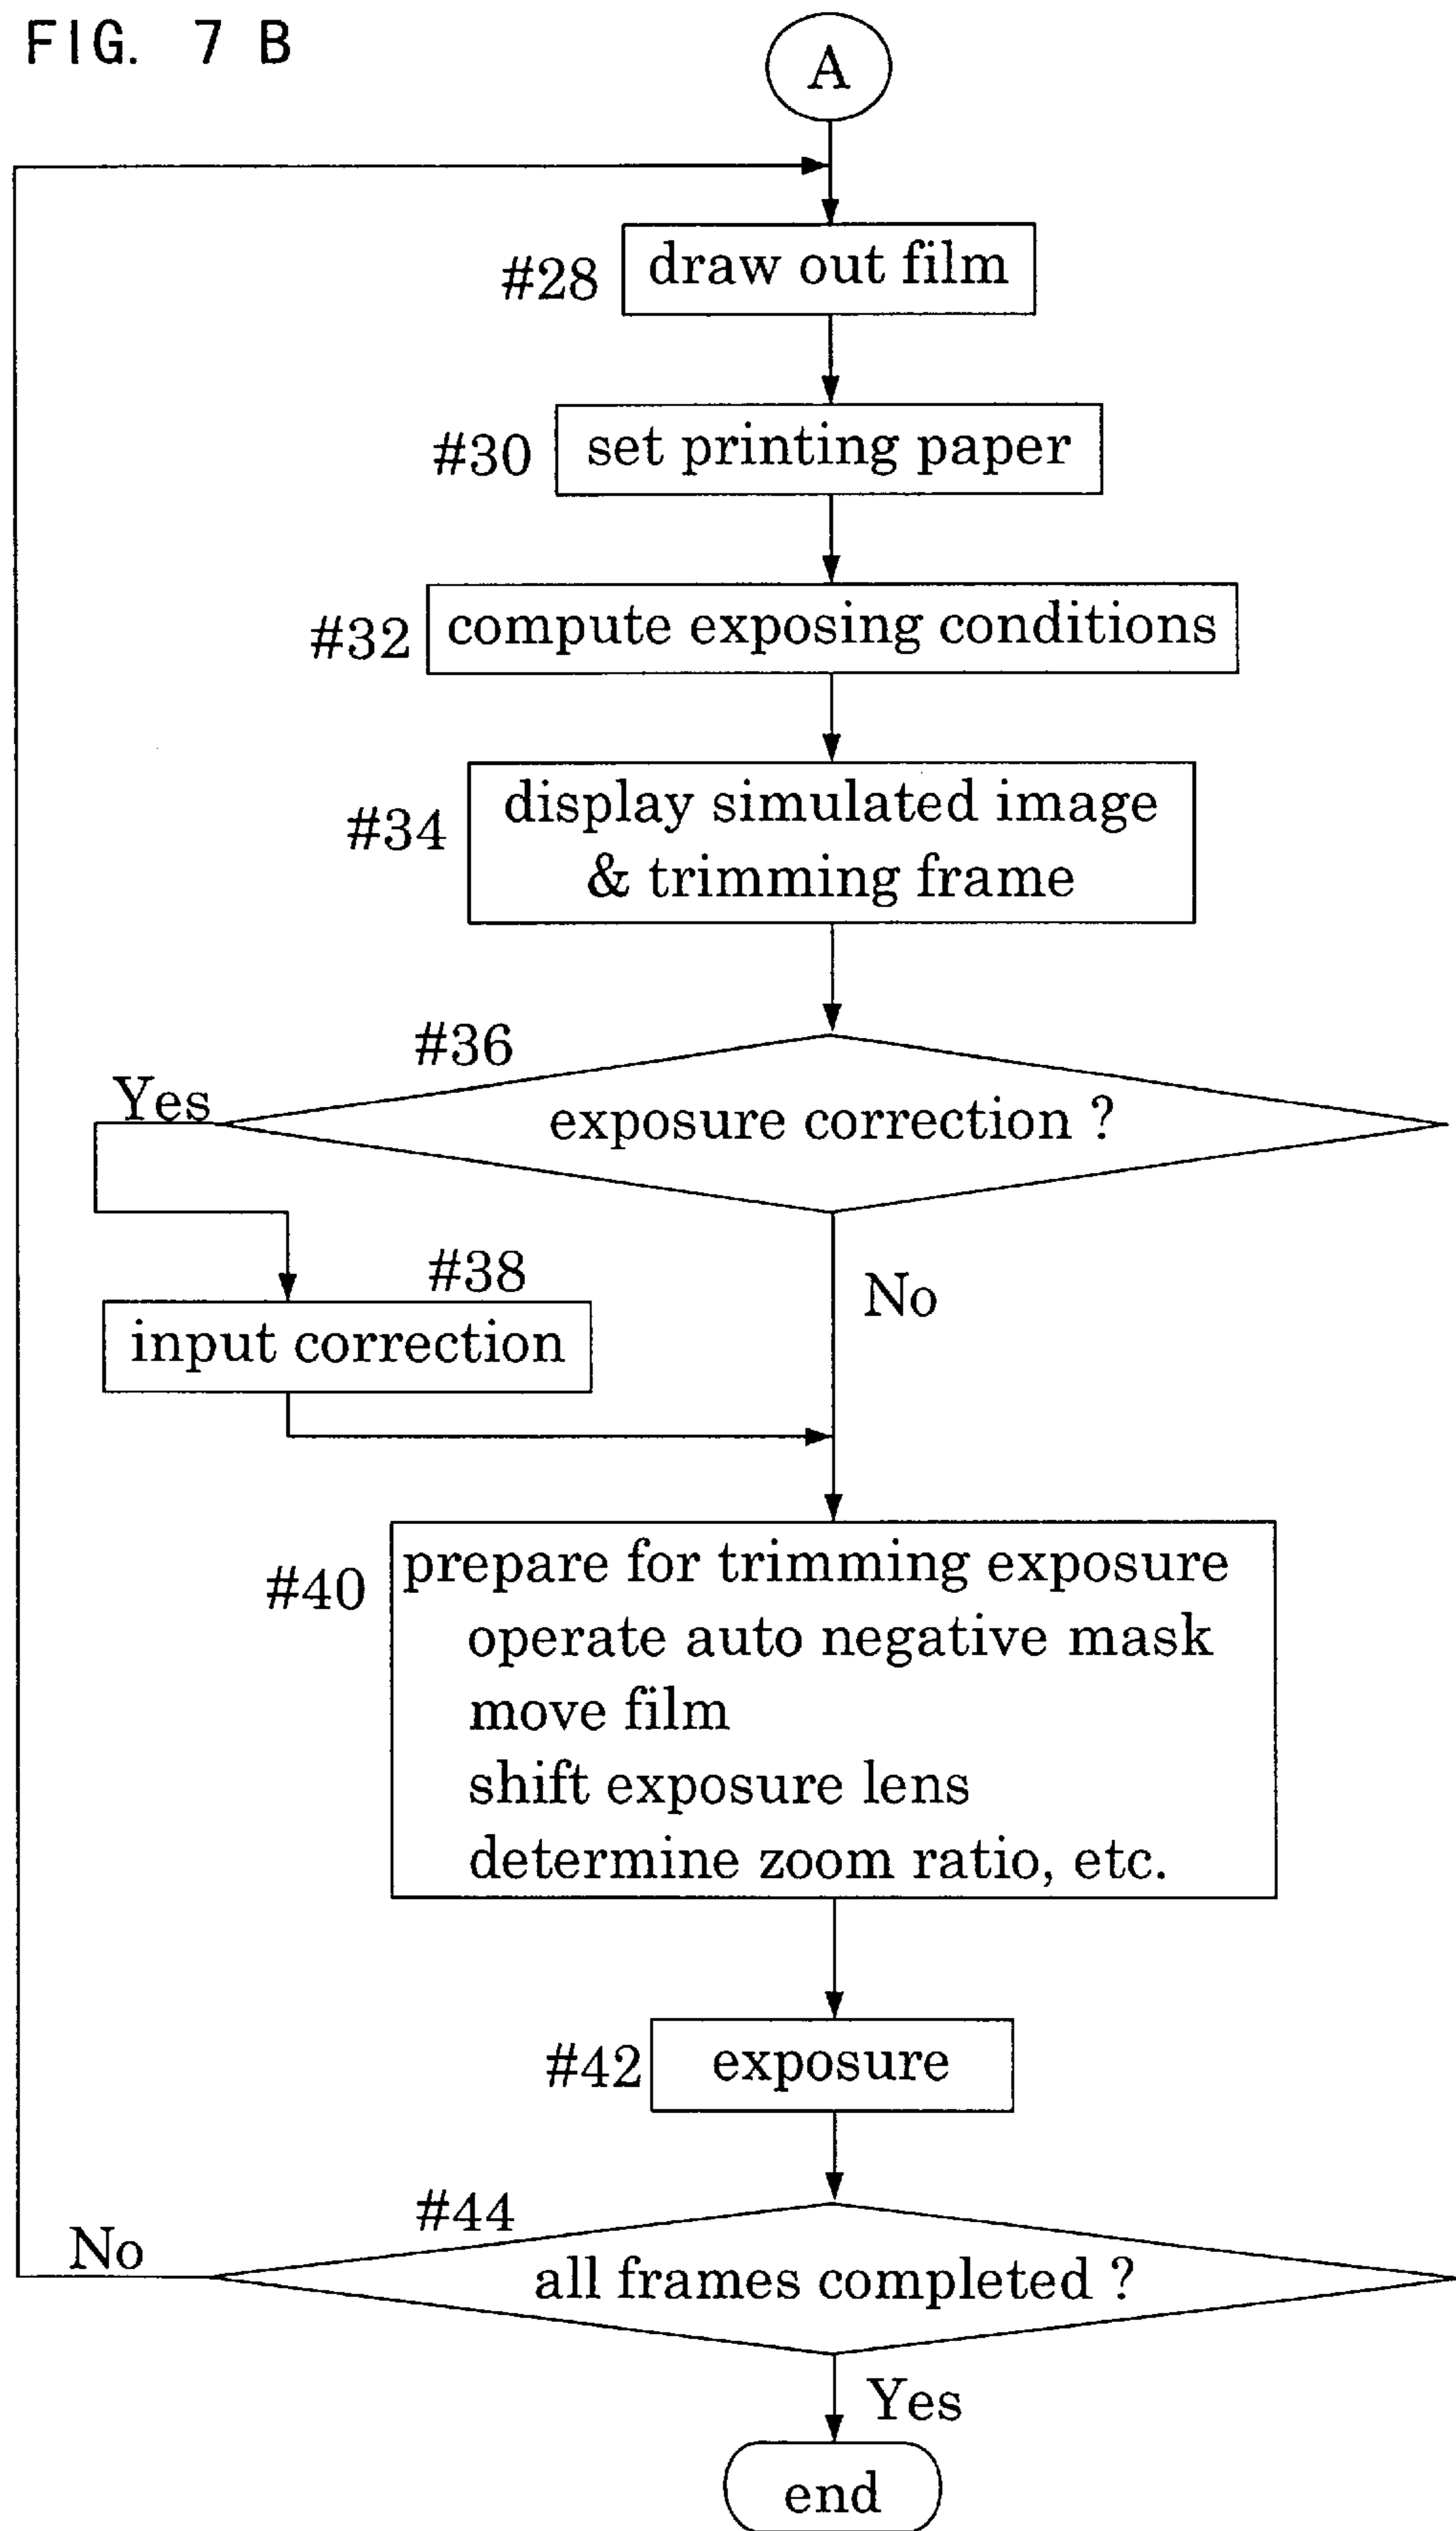 FIG. 7 B
A
#28
draw out film
#30
set printing paper
#32
compute exposing conditions
#34
display simulated image
& trimming frame
#36
Yes
exposure correction ?
#38
No
input correction
#40
prepare for trimming exposure
operate auto negative mask
move film
shift exposure lens
determine zoom ratio, etc.
#42
exposure
#44
No
all frames completed ?
Yes
end